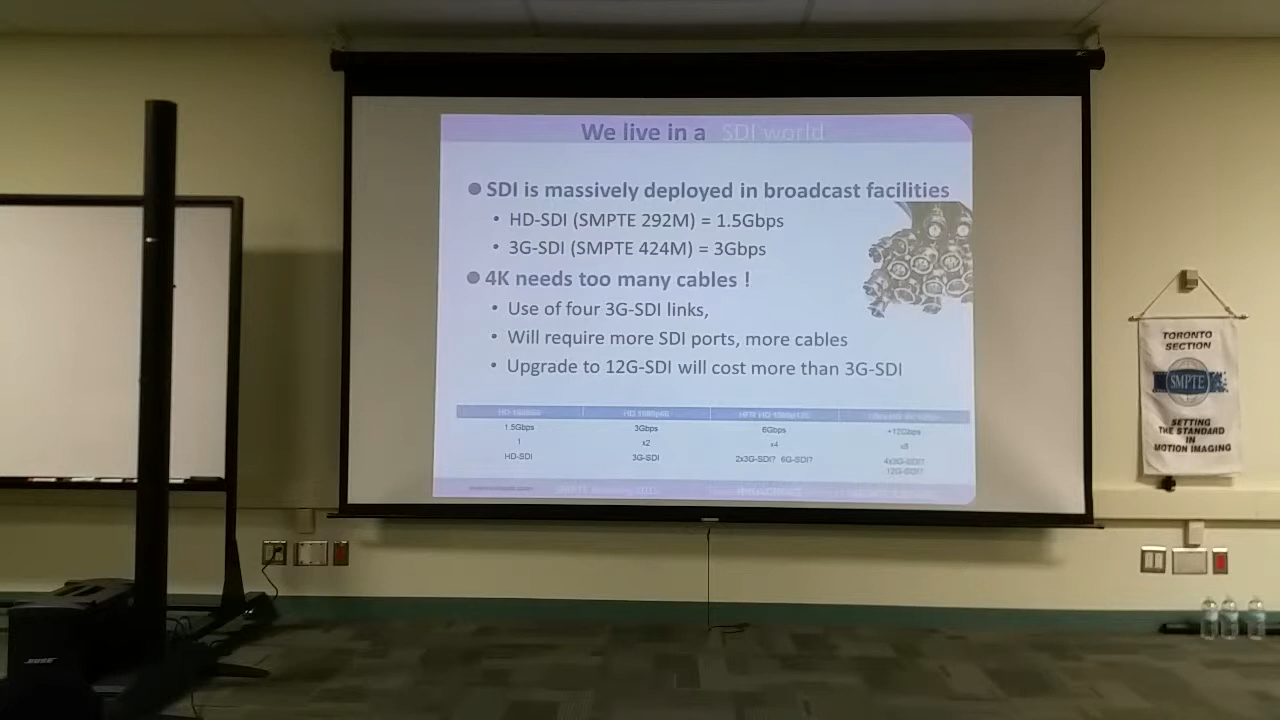 We live in a SDI world
SDI is massively deployed in broadcast facilities
HD-SDI (SMPTE 292M) = 1.5Gbps
3G-SDI (SMPTE 424M) = 3Gbps
4K needs too many cables !
Use of four 3G-SDI links,
Will require more SDI ports, more cables
Upgrade to 12G-SDI will cost more than 3G-SDI
1.5Gbps 3Gbps 6Gbps +12Gbps
1 x2 x4 x8
HD-SDI 3G-SDI 2x3G-SDI? 6G-SDI? 4x3G-SDI?
12G-SDI?
TORONTO
SECTION
SMPTE
SETTING
THE STANDARD
IN
MOTION IMAGING
BOSE